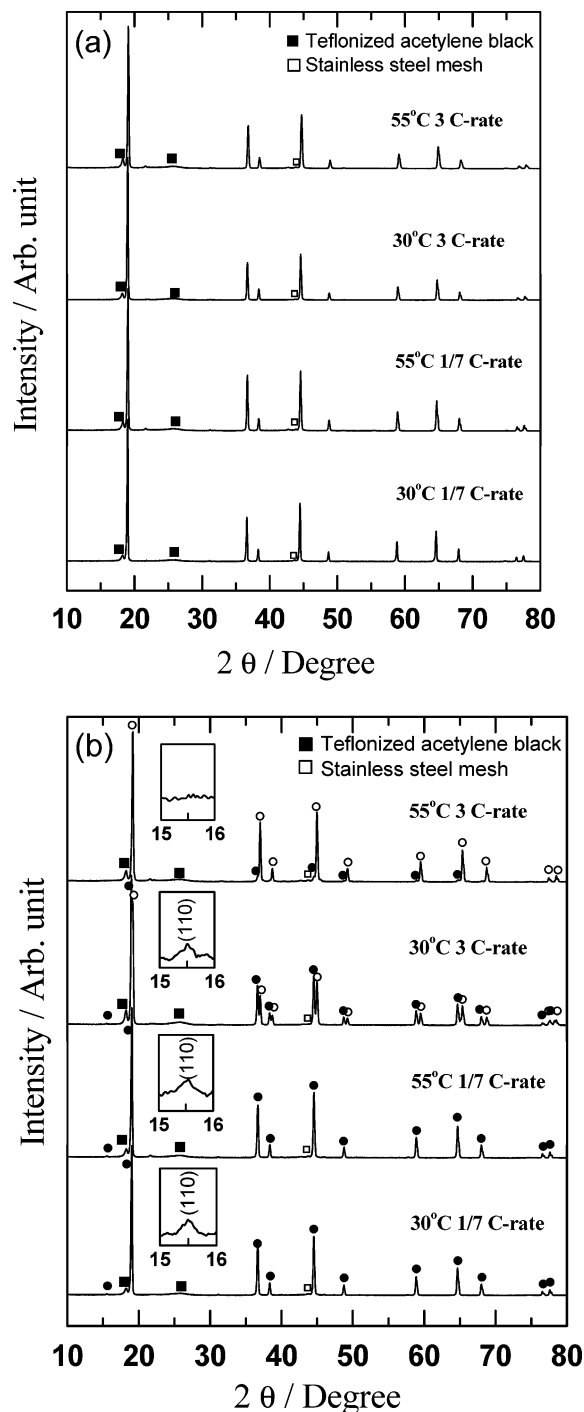 (a)
■ Teflonized acetylene black
□ Stainless steel mesh
55°C 3 C-rate
30°C 3 C-rate
55°C 1/7 C-rate
30°C 1/7 C-rate
Intensity / Arb. unit
10 20 30 40 50 60 70 80
2 θ / Degree
(b)
■ Teflonized acetylene black
□ Stainless steel mesh
15 16
55°C 3 C-rate
(110)
15 16
30°C 3 C-rate
(110)
15 16
55°C 1/7 C-rate
(110)
15 16
30°C 1/7 C-rate
Intensity / Arb. unit
10 20 30 40 50 60 70 80
2 θ / Degree